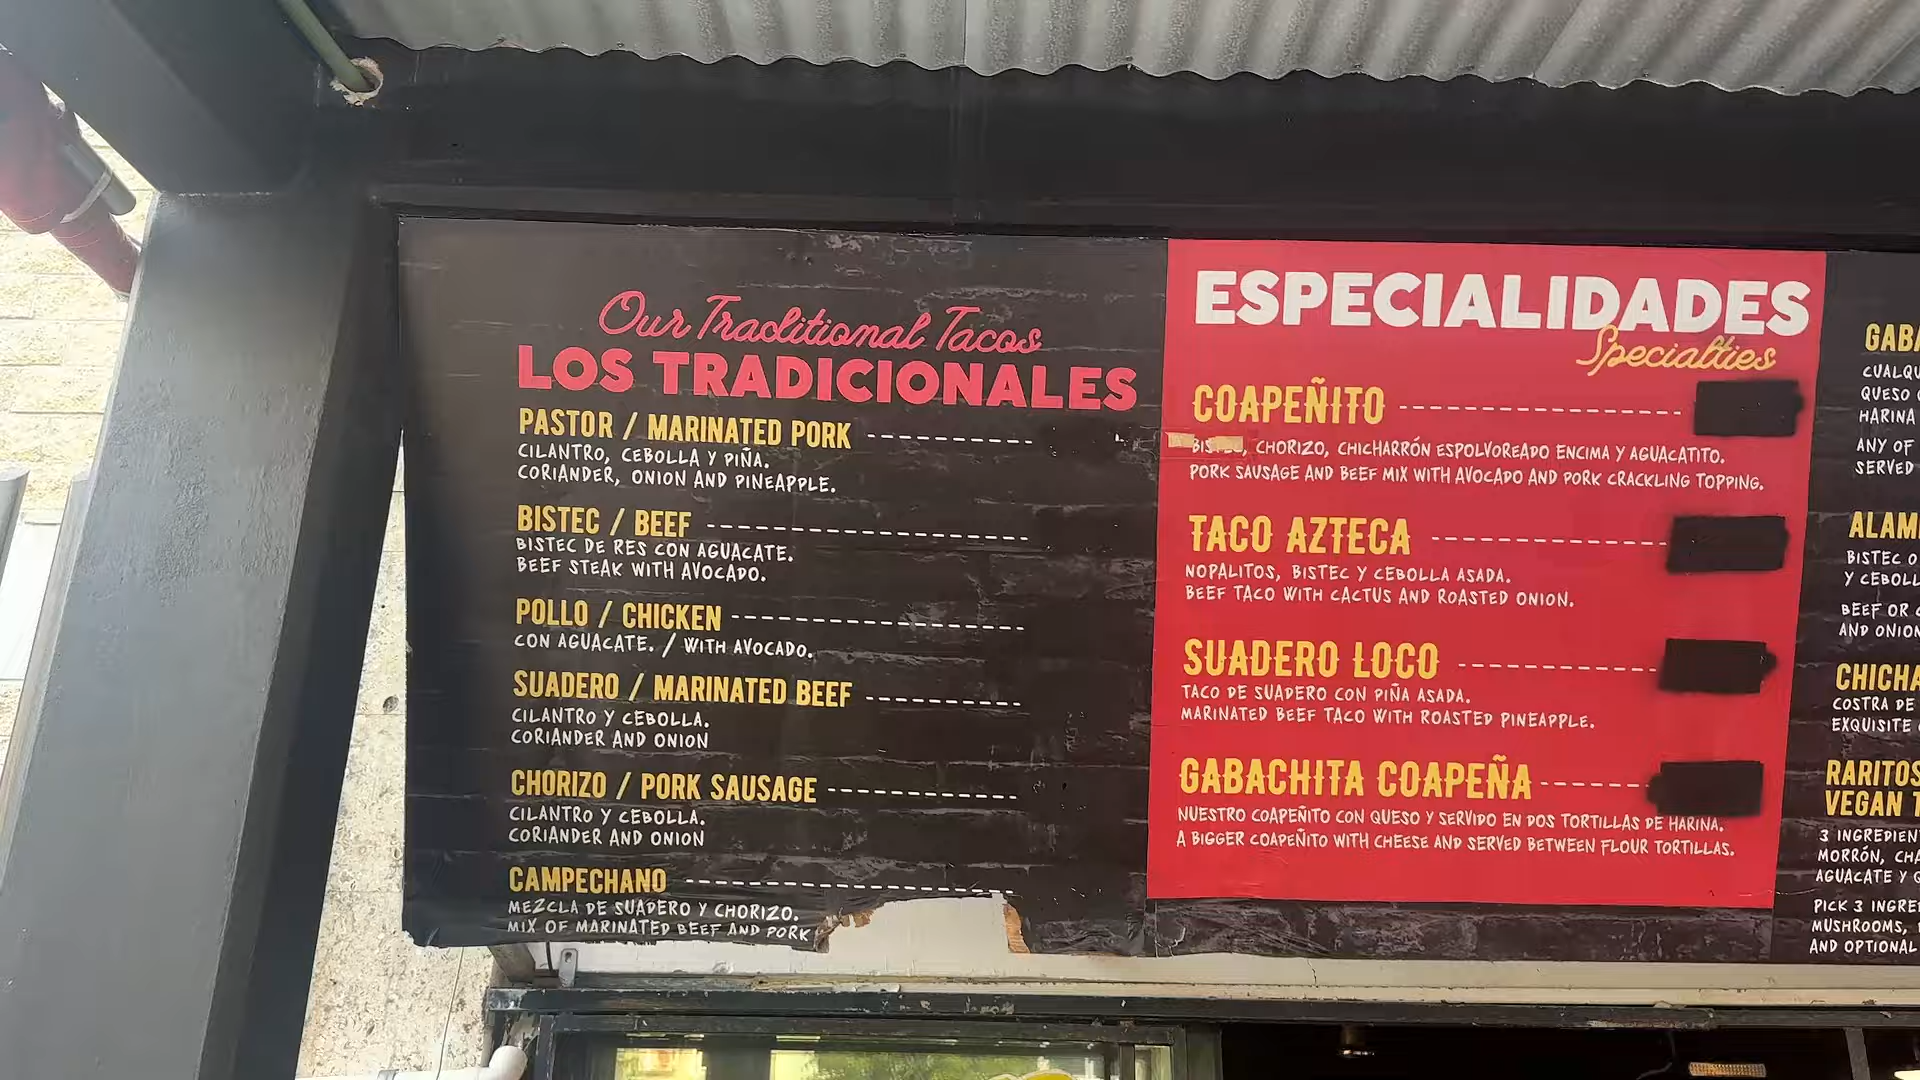 Our Traditional Tacos
LOS TRADICIONALES
PASTOR / MARINATED PORK
CILANTRO, CEBOLLA Y PIÑA.
CORIANDER, ONION AND PINEAPPLE.
BISTEC / BEEF
BISTEC DE RES CON AGUACATE.
BEEF STEAK WITH AVOCADO.
POLLO / CHICKEN
CON AGUACATE. / WITH AVOCADO.
SUADERO / MARINATED BEEF
CILANTRO Y CEBOLLA.
CORIANDER AND ONION
CHORIZO / PORK SAUSAGE
CILANTRO Y CEBOLLA.
CORIANDER AND ONION
CAMPECHANO
MEZCLA DE SUADERO Y CHORIZO.
MIX OF MARINATED BEEF AND PORK
ESPECIALIDADES
Specialties
COAPEÑITO
CHORIZO, CHICHARRÓN ESPOLVOREADO ENCIMA Y AGUACATITO.
PORK SAUSAGE AND BEEF MIX WITH AVOCADO AND PORK CRACKLING TOPPING.
TACO AZTECA
NOPALITOS, BISTEC Y CEBOLLA ASADA.
BEEF TACO WITH CACTUS AND ROASTED ONION.
SUADERO LOCO
TACO DE SUADERO CON PIÑA ASADA.
MARINATED BEEF TACO WITH ROASTED PINEAPPLE.
GABACHITA COAPEÑA
NUESTRO COAPEÑITO CON QUESO Y SERVIDO EN DOS TORTILLAS DE HARINA.
A BIGGER COAPEÑITO WITH CHEESE AND SERVED BETWEEN FLOUR TORTILLAS.
QUESO
HARINA
ANY OF
SERVED
BISTEC O
Y CEBOLL
BEEF OR
AND ONION
COSTRA DE
EXQUISITE
RARITOS
VEGAN T
3 INGREDIEN
MORRÓN, CHA
AGUACATE Y
PICK 3 INGRE
MUSHROOMS,
AND OPTIONAL